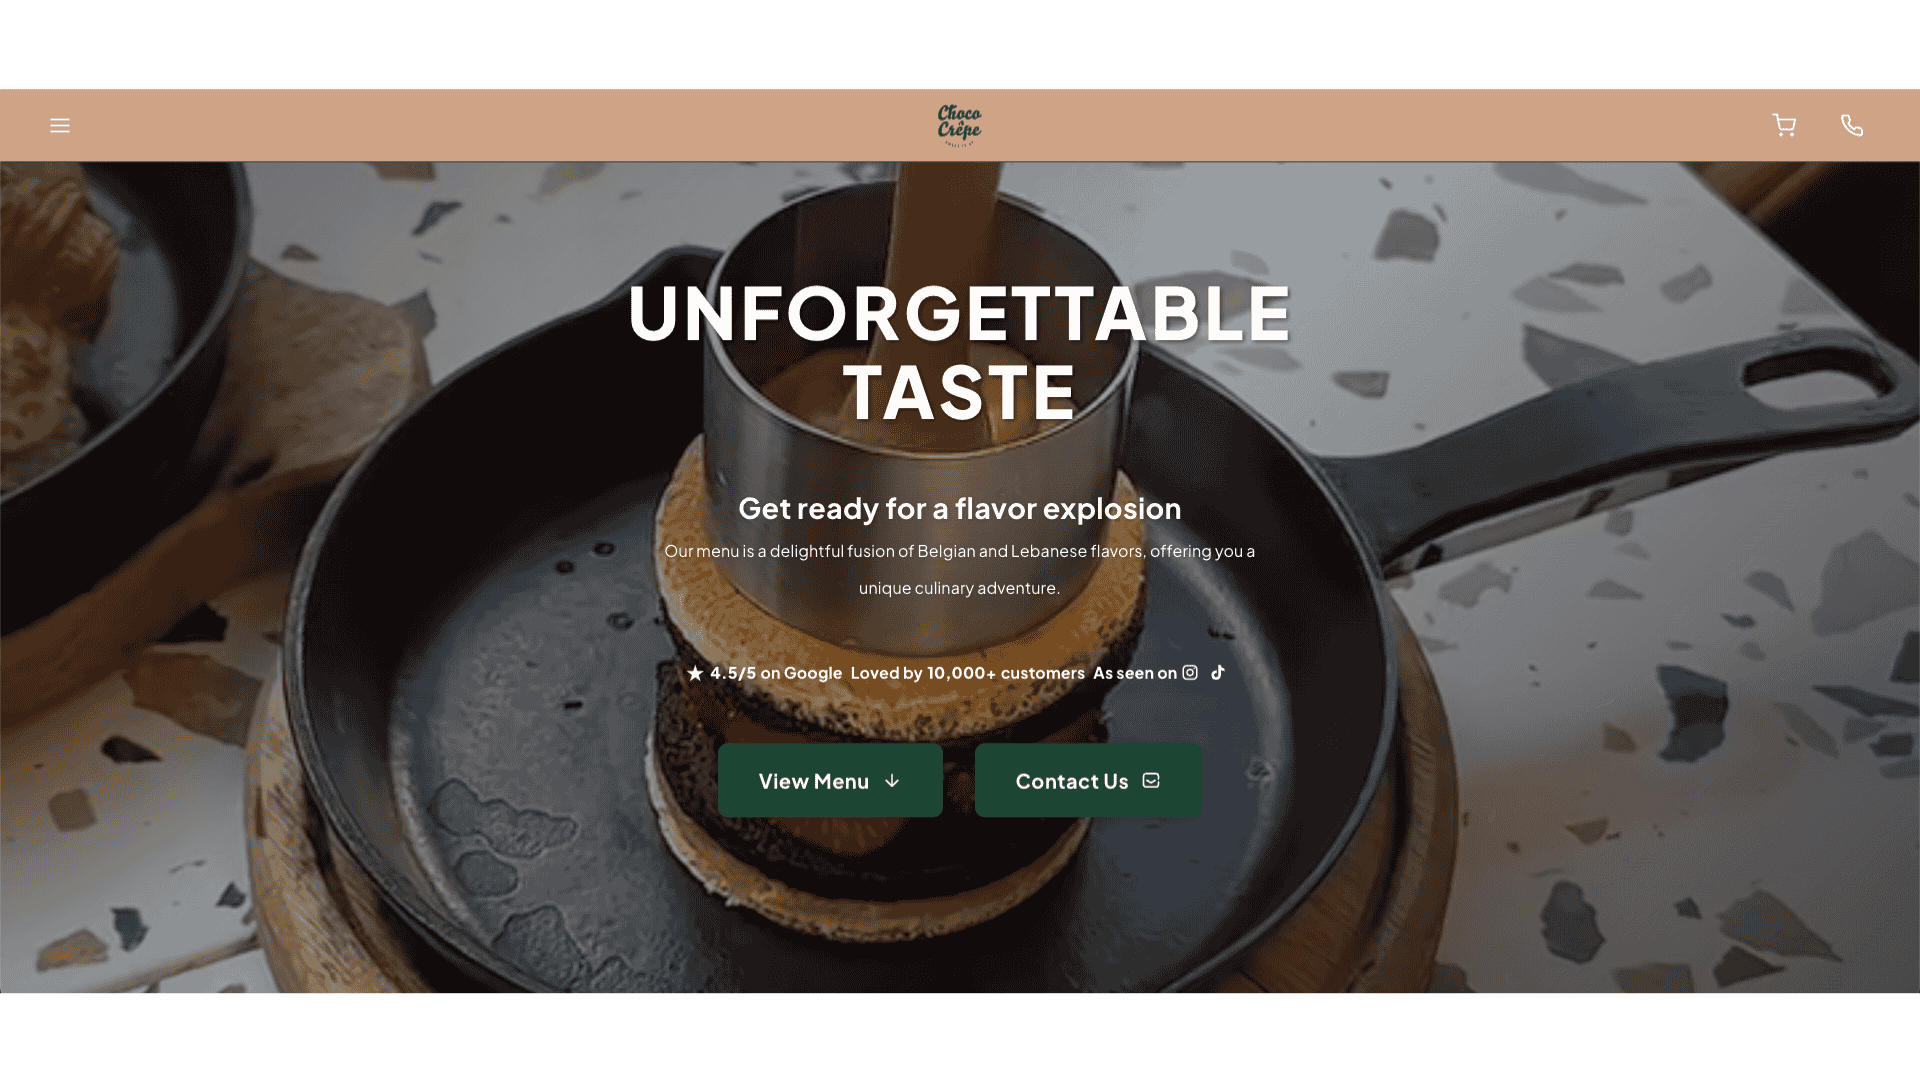 Choco
Crêpe
UNFORGETTABLE
TASTE
Get ready for a flavor explosion
Our menu is a delightful fusion of Belgian and Lebanese flavors, offering you a
unique culinary adventure.
★ 4.5/5 on Google Loved by 10,000+ customers As seen on
View Menu ↓ Contact Us